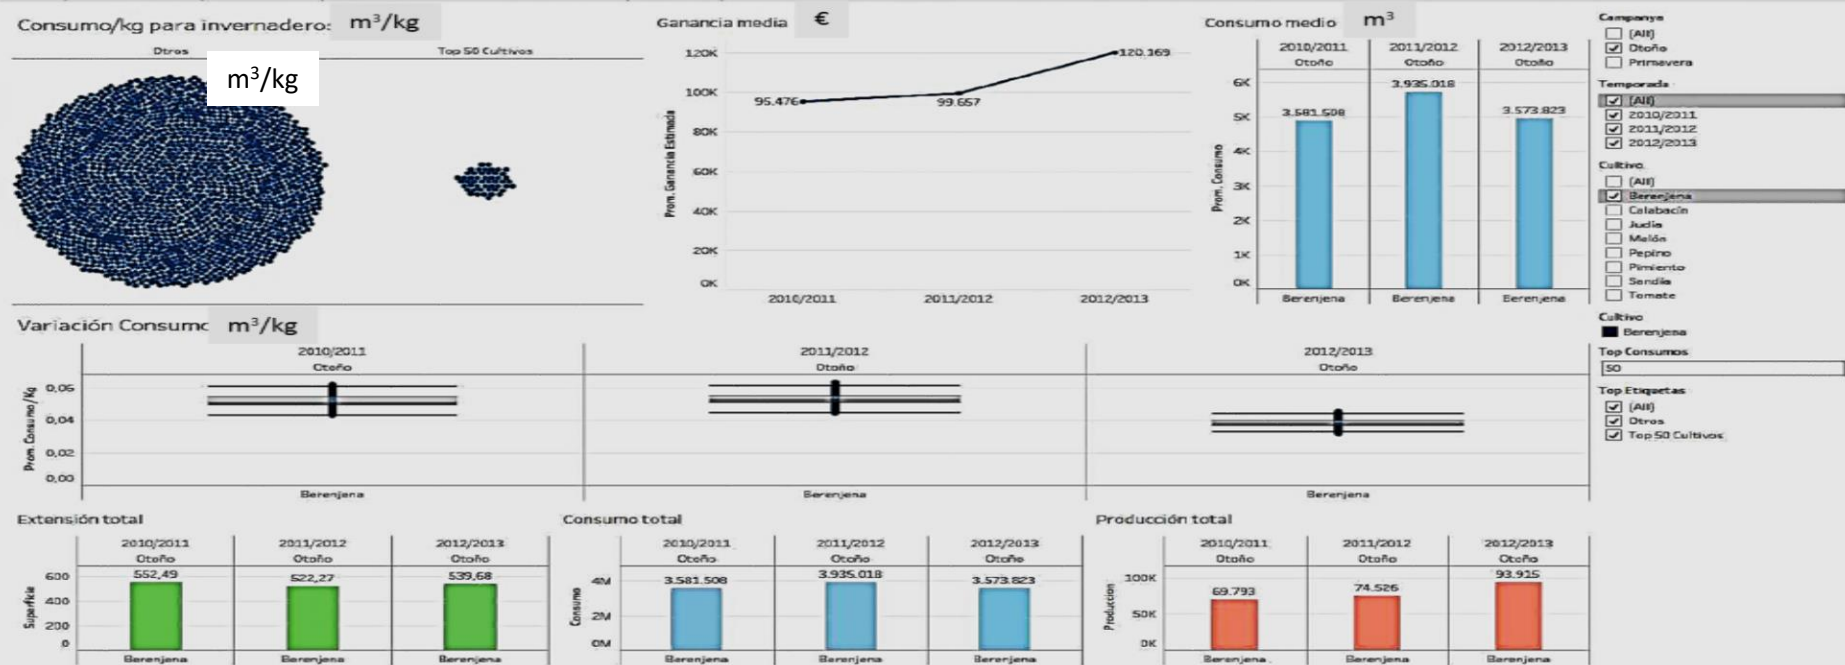 Consumo/kg para invernadero: m³/kg
Otros
Top 50 Cultivos
m³/kg
Ganancia media €
Prom. Ganancia Estimada
120K
100K
80K
60K
40K
20K
0K
95.476
99.657
120.169
2010/2011
2011/2012
2012/2013
Consumo medio m³
2010/2011
2011/2012
2012/2013
Otoño
Otoño
Otoño
Prom. Consumo
6K
5K
4K
3K
2K
1K
0K
3.581.508
3.935.018
3.573.823
Berenjena
Berenjena
Berenjena
Campanya
(All)
Otoño
Primavera
Temporada
(All)
2010/2011
2011/2012
2012/2013
Cultivo
(All)
Berenjena
Calabacín
Judía
Melón
Pepino
Pimiento
Sandía
Tomate
Cultivo
Berenjena
Top Consumos
50
Top Etiquetas
(All)
Otros
Top 50 Cultivos
Variación Consumo m³/kg
2010/2011
2011/2012
2012/2013
Otoño
Otoño
Otoño
Prom. Consumo/Kg
0,06
0,04
0,02
0,00
Berenjena
Berenjena
Berenjena
Extensión total
2010/2011
2011/2012
2012/2013
Otoño
Otoño
Otoño
Superficie
600
400
200
0
552,49
522,27
539,68
Berenjena
Berenjena
Berenjena
Consumo total
2010/2011
2011/2012
2012/2013
Otoño
Otoño
Otoño
Consumo
4M
2M
0M
3.581.508
3.935.018
3.573.823
Berenjena
Berenjena
Berenjena
Producción total
2010/2011
2011/2012
2012/2013
Otoño
Otoño
Otoño
Produccion
100K
50K
0K
69.793
74.526
93.915
Berenjena
Berenjena
Berenjena